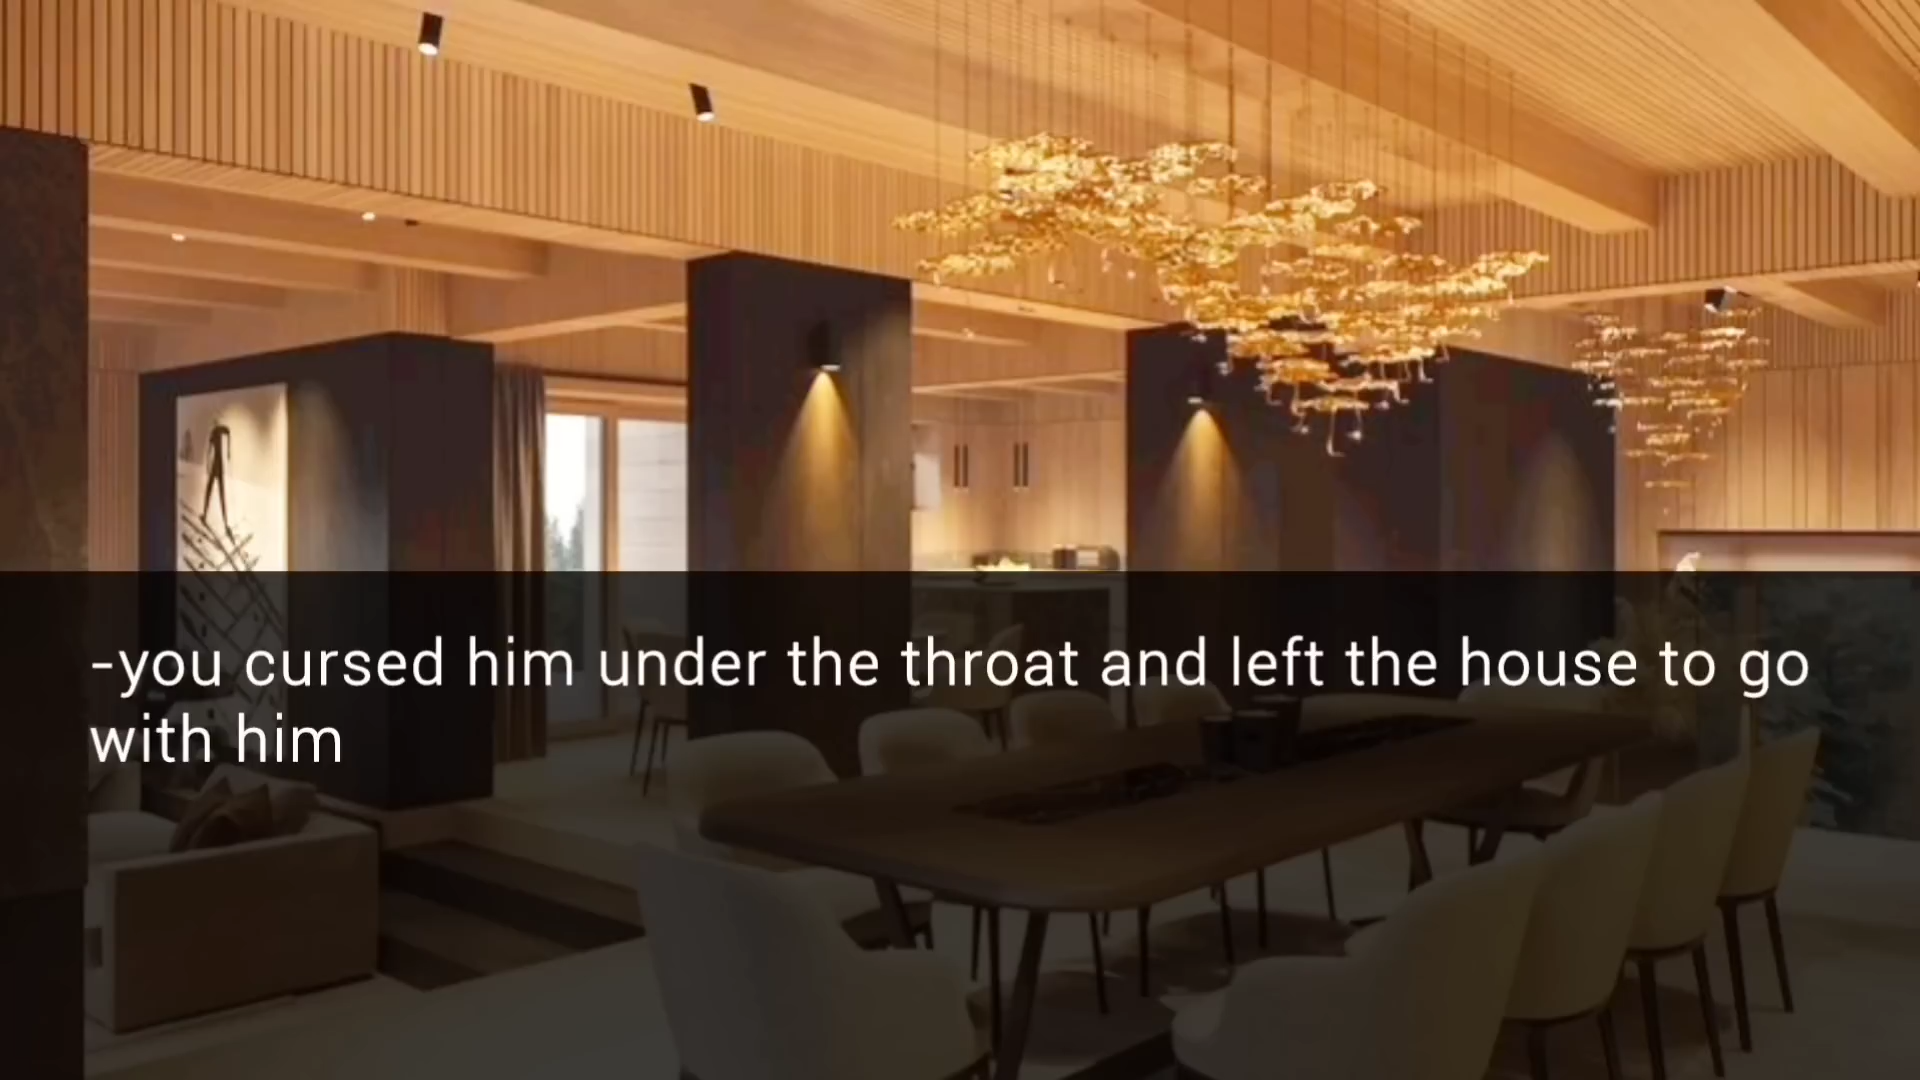 -you cursed him under the throat and left the house to go
with him